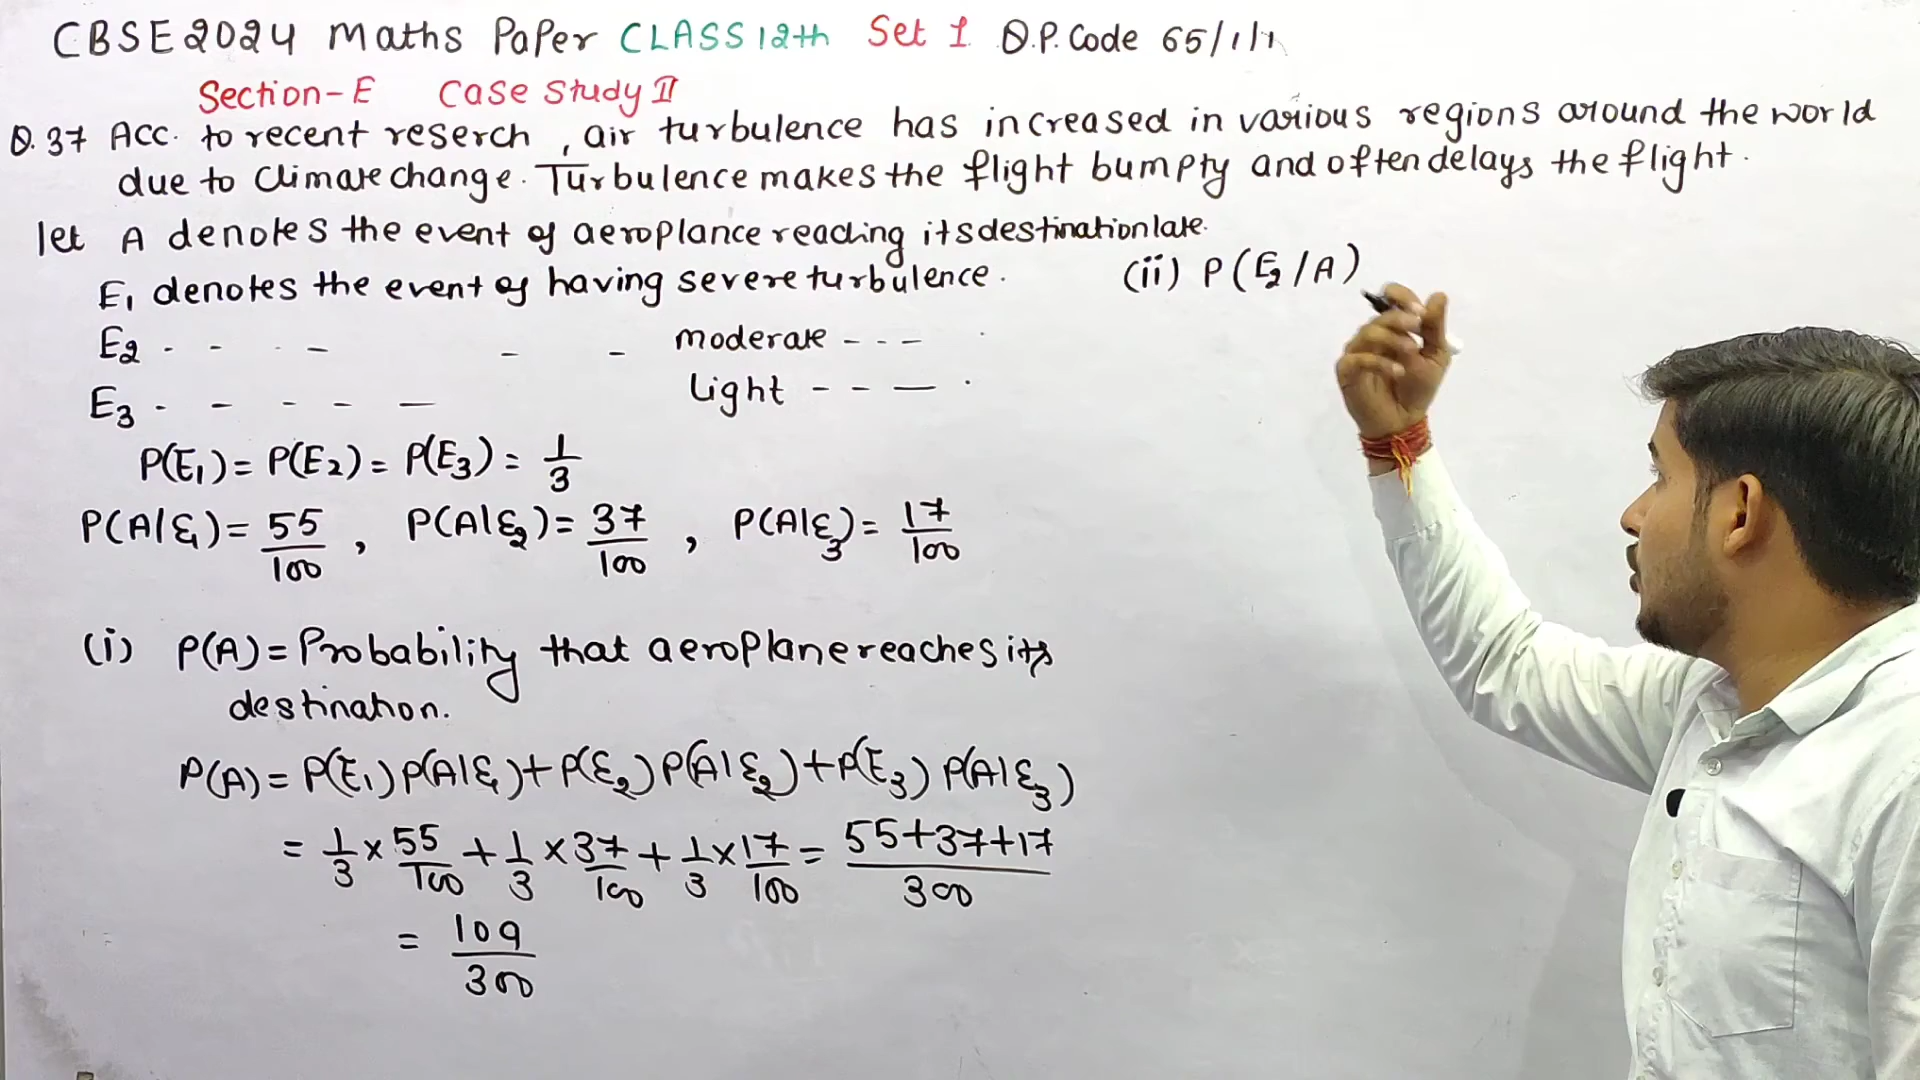 CBSE 2024 Maths Paper CLASS 12th Set 1 Q.P. Code 65/1/1
Section-E Case Study II
Q.37 Acc. to recent reserch, air turbulence has increased in various regions around the world
due to Climate change. Turbulence makes the flight bumpty and often delays the flight.
let A denotes the event of aeroplance reaching its destination late.
E1 denotes the event of having severe turbulence.
E2 - - - - - - moderate - - -
E3 - - - - - light - - - .
P(E1) = P(E2) = P(E3) = 1/3
P(A|E1) = 55/100, P(A|E2) = 37/100, P(A|E3) = 17/100
(i) P(A) = Probability that aeroplane reaches its
destination.
P(A) = P(E1) P(A|E1) + P(E2) P(A|E2) + P(E3) P(A|E3)
= 1/3 × 55/100 + 1/3 × 37/100 + 1/3 × 17/100 = 55+37+17/300
= 109/300
(ii) P(E2/A)